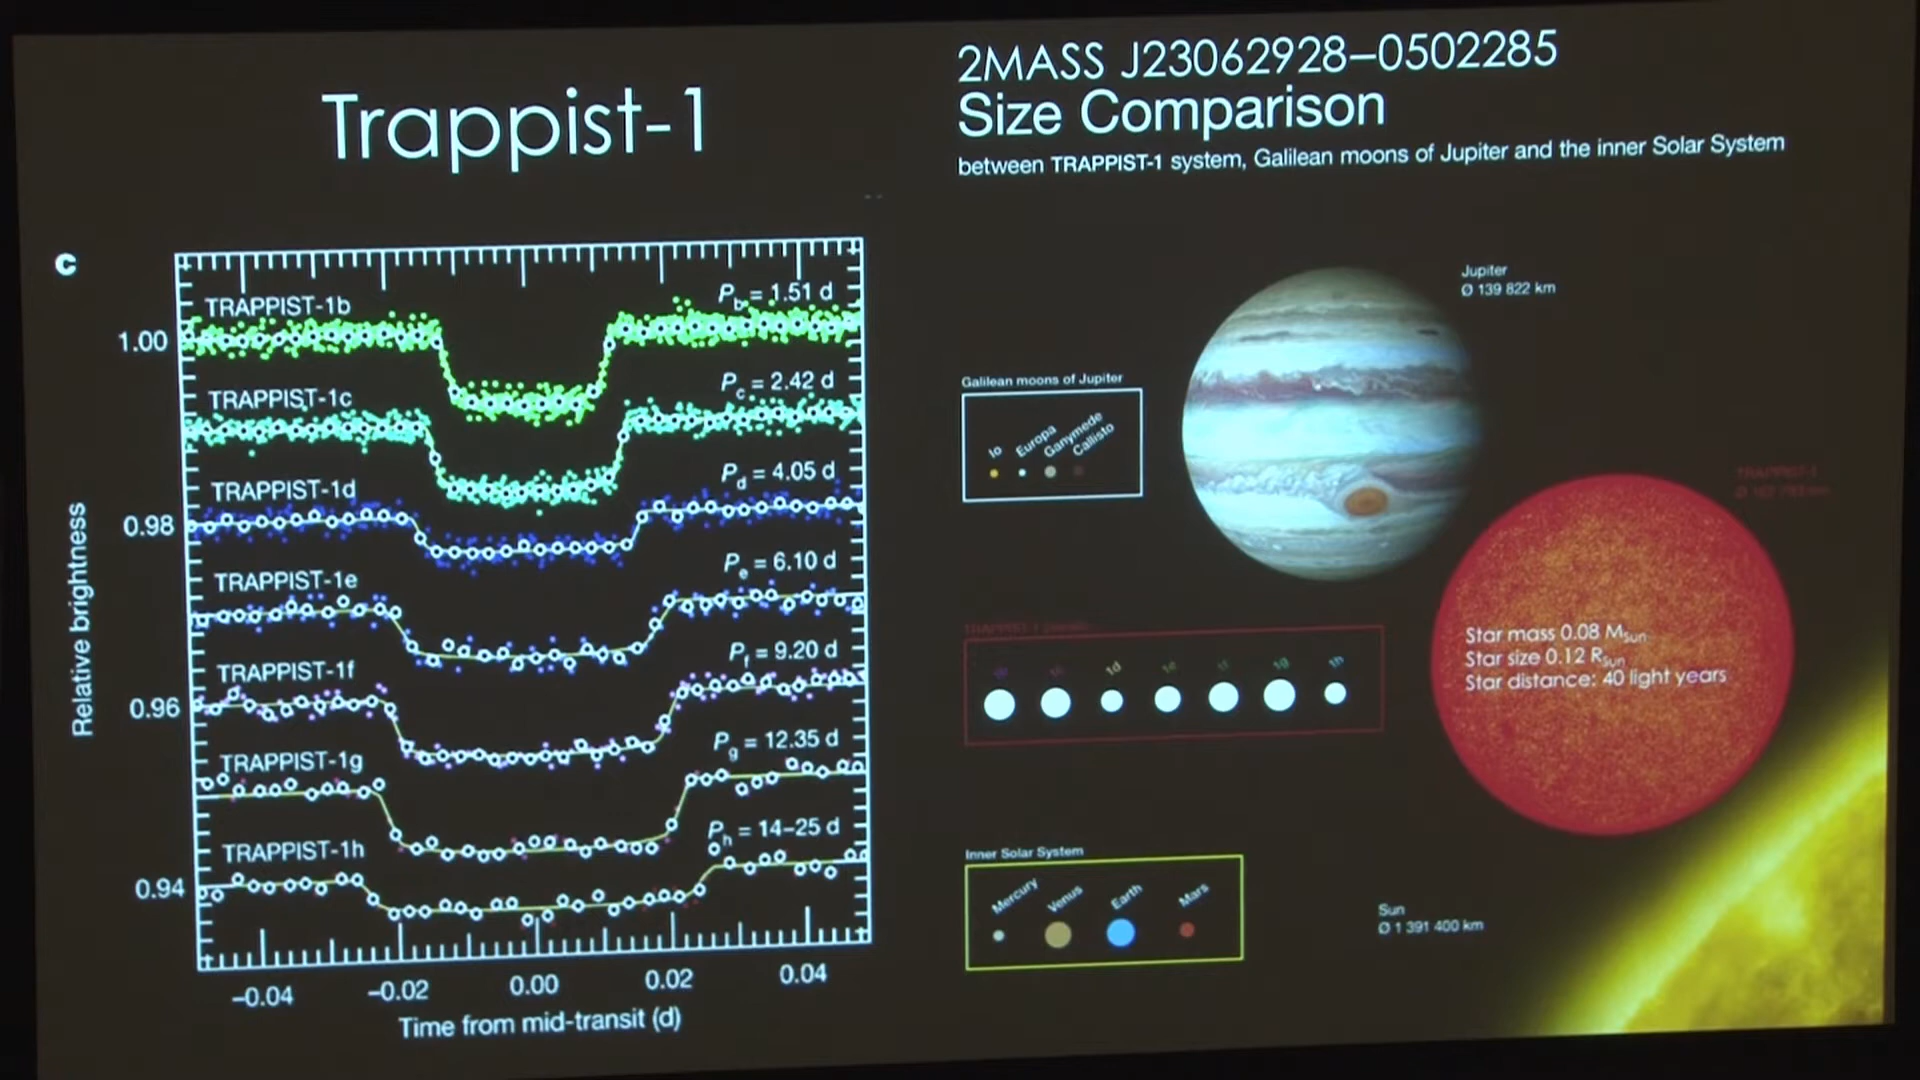 Trappist-1
2MASS J23062928–0502285
Size Comparison
between TRAPPIST-1 system, Galilean moons of Jupiter and the inner Solar System
c
TRAPPIST-1b
P_b = 1.51 d
TRAPPIST-1c
P_c = 2.42 d
TRAPPIST-1d
P_d = 4.05 d
TRAPPIST-1e
P_e = 6.10 d
TRAPPIST-1f
P_f = 9.20 d
TRAPPIST-1g
P_g = 12.35 d
TRAPPIST-1h
P_h = 14–25 d
1.00
0.98
0.96
0.94
Relative brightness
−0.04
−0.02
0.00
0.02
0.04
Time from mid-transit (d)
Jupiter
Ø 139 822 km
Galilean moons of Jupiter
Io
Europa
Ganymede
Callisto
TRAPPIST-1
Star mass 0.08 M_Sun
Star size 0.12 R_Sun
Star distance: 40 light years
1d
1h
Inner Solar System
Mercury
Venus
Earth
Mars
Sun
Ø 1 391 400 km